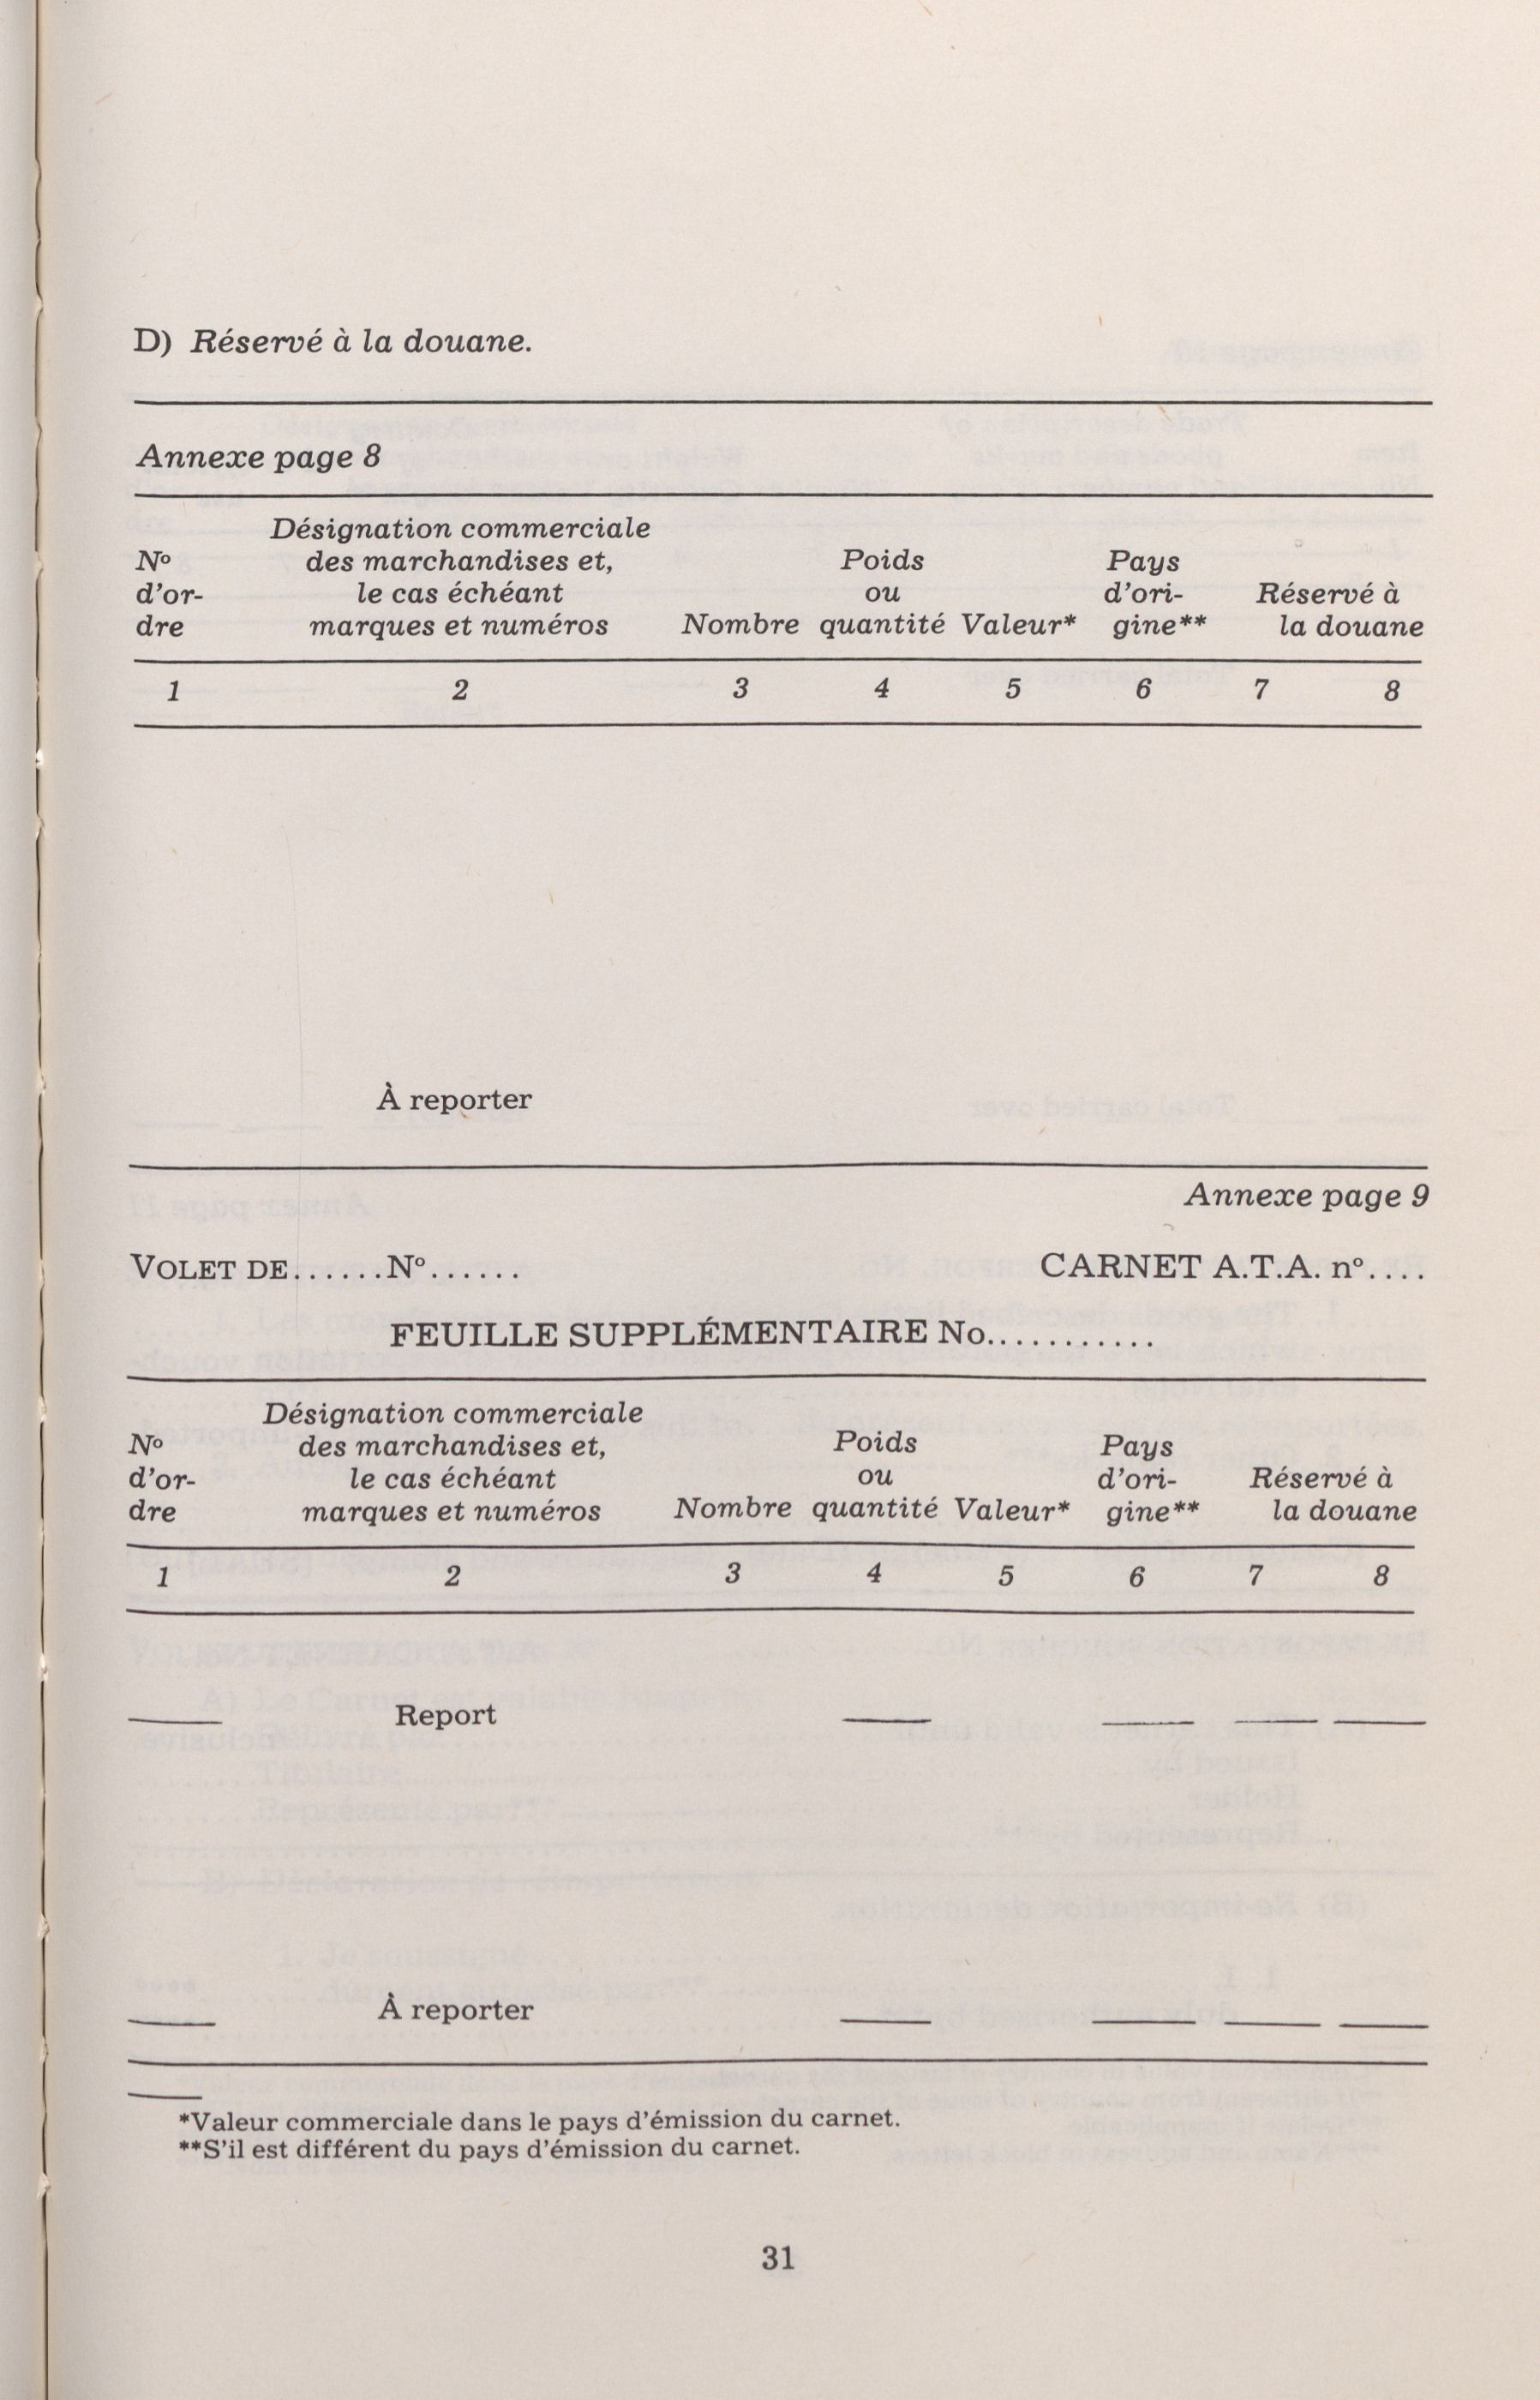 D) Réservé à la douane.
Annexe page 8
Désignation commerciale
Nº des marchandises et, Poids Pays
d'or- le cas échéant ou d'ori- Réservé à
dre marques et numéros Nombre quantité Valeur* gine** la douane
1 2 3 4 5 6 7 8
À reporter
Annexe page 9
VOLET DE......Nº...... CARNET A.T.A. nº....
FEUILLE SUPPLÉMENTAIRE No...........
Désignation commerciale
Nº des marchandises et, Poids Pays
d'or- le cas échéant ou d'ori- Réservé à
dre marques et numéros Nombre quantité Valeur* gine** la douane
1 2 3 4 5 6 7 8
Report
À reporter
*Valeur commerciale dans le pays d'émission du carnet.
**S'il est différent du pays d'émission du carnet.
31